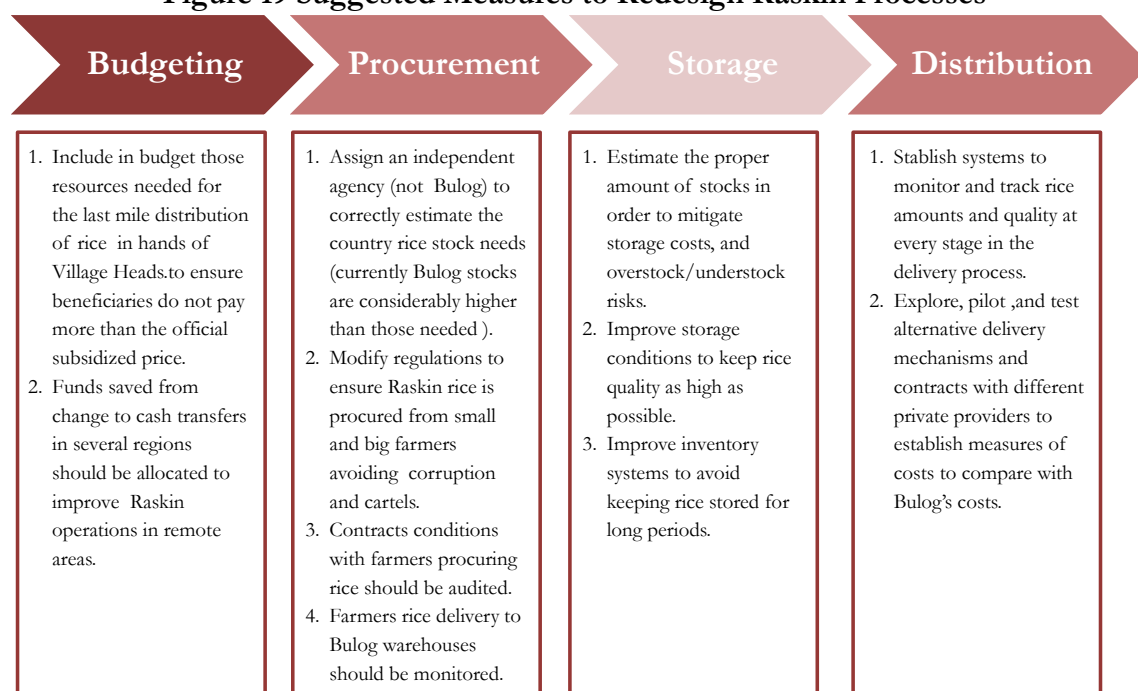 Figure 19 Suggested Measures to Redesign Raskin Processes
Budgeting
Procurement
Storage
Distribution
1. Include in budget those
resources needed for
the last mile distribution
of rice in hands of
Village Heads.to ensure
beneficiaries do not pay
more than the official
subsidized price.
2. Funds saved from
change to cash transfers
in several regions
should be allocated to
improve Raskin
operations in remote
areas.
1. Assign an independent
agency (not Bulog) to
correctly estimate the
country rice stock needs
(currently Bulog stocks
are considerably higher
than those needed ).
2. Modify regulations to
ensure Raskin rice is
procured from small
and big farmers
avoiding corruption
and cartels.
3. Contracts conditions
with farmers procuring
rice should be audited.
4. Farmers rice delivery to
Bulog warehouses
should be monitored.
1. Estimate the proper
amount of stocks in
order to mitigate
storage costs, and
overstock/understock
risks.
2. Improve storage
conditions to keep rice
quality as high as
possible.
3. Improve inventory
systems to avoid
keeping rice stored for
long periods.
1. Stablish systems to
monitor and track rice
amounts and quality at
every stage in the
delivery process.
2. Explore, pilot ,and test
alternative delivery
mechanisms and
contracts with different
private providers to
establish measures of
costs to compare with
Bulog's costs.